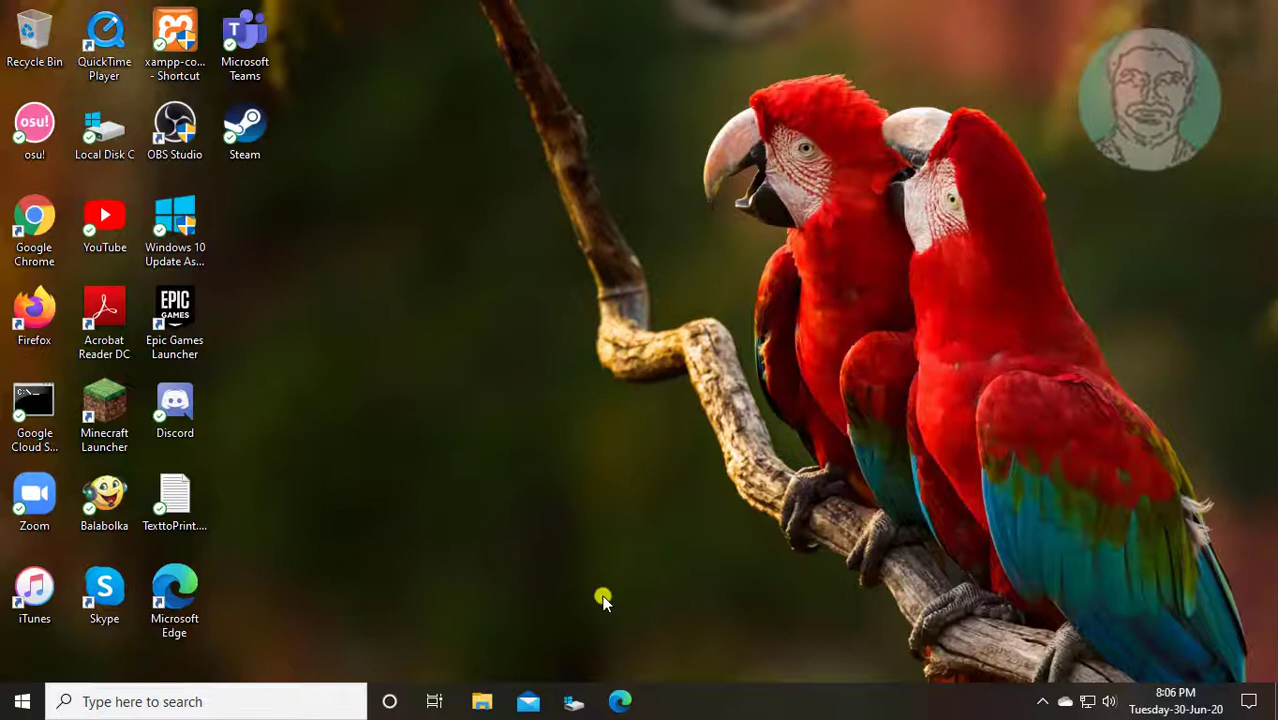 Recycle Bin
QuickTime
Player
xampp-co...
- Shortcut
Microsoft
Teams
osu!
osu!
Local Disk C
OBS Studio
Steam
Google
Chrome
YouTube
Windows 10
Update As...
Firefox
Acrobat
Reader DC
EPIC
GAMES
Epic Games
Launcher
C:\_
Google
Cloud S...
Minecraft
Launcher
Discord
Zoom
Balabolka
TexttoPrint....
iTunes
S
Skype
Microsoft
Edge
Type here to search
8:06 PM
Tuesday-30-Jun-20